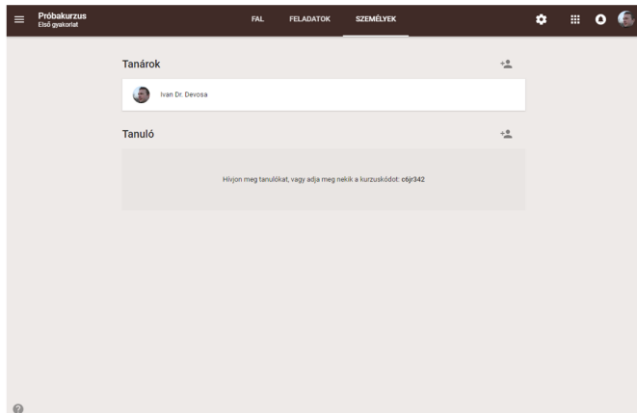 Próbakurzus
Első gyakorlat
FAL FELADATOK SZEMÉLYEK
Tanárok
Ivan Dr. Devosa
Tanuló
Hívjon meg tanulókat, vagy adja meg nekik a kurzuskódot: c6jr342